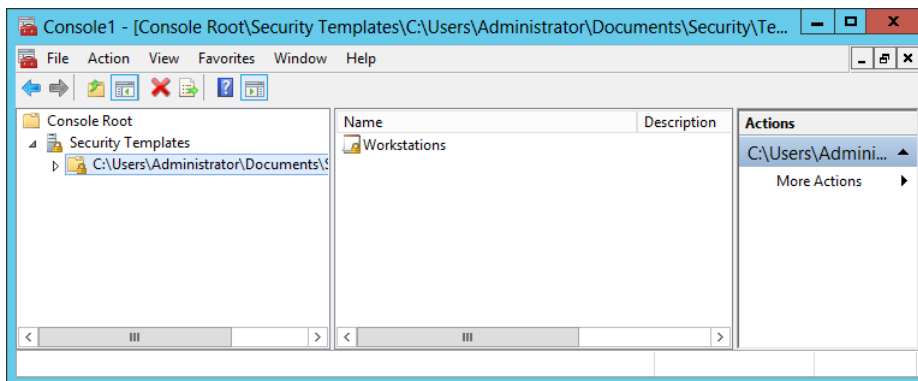 Console1 - [Console Root\Security Templates\C:\Users\Administrator\Documents\Security\Te...
File Action View Favorites Window Help
Console Root
Security Templates
C:\Users\Administrator\Documents\S
Name Description
Workstations
Actions
C:\Users\Admini...
More Actions